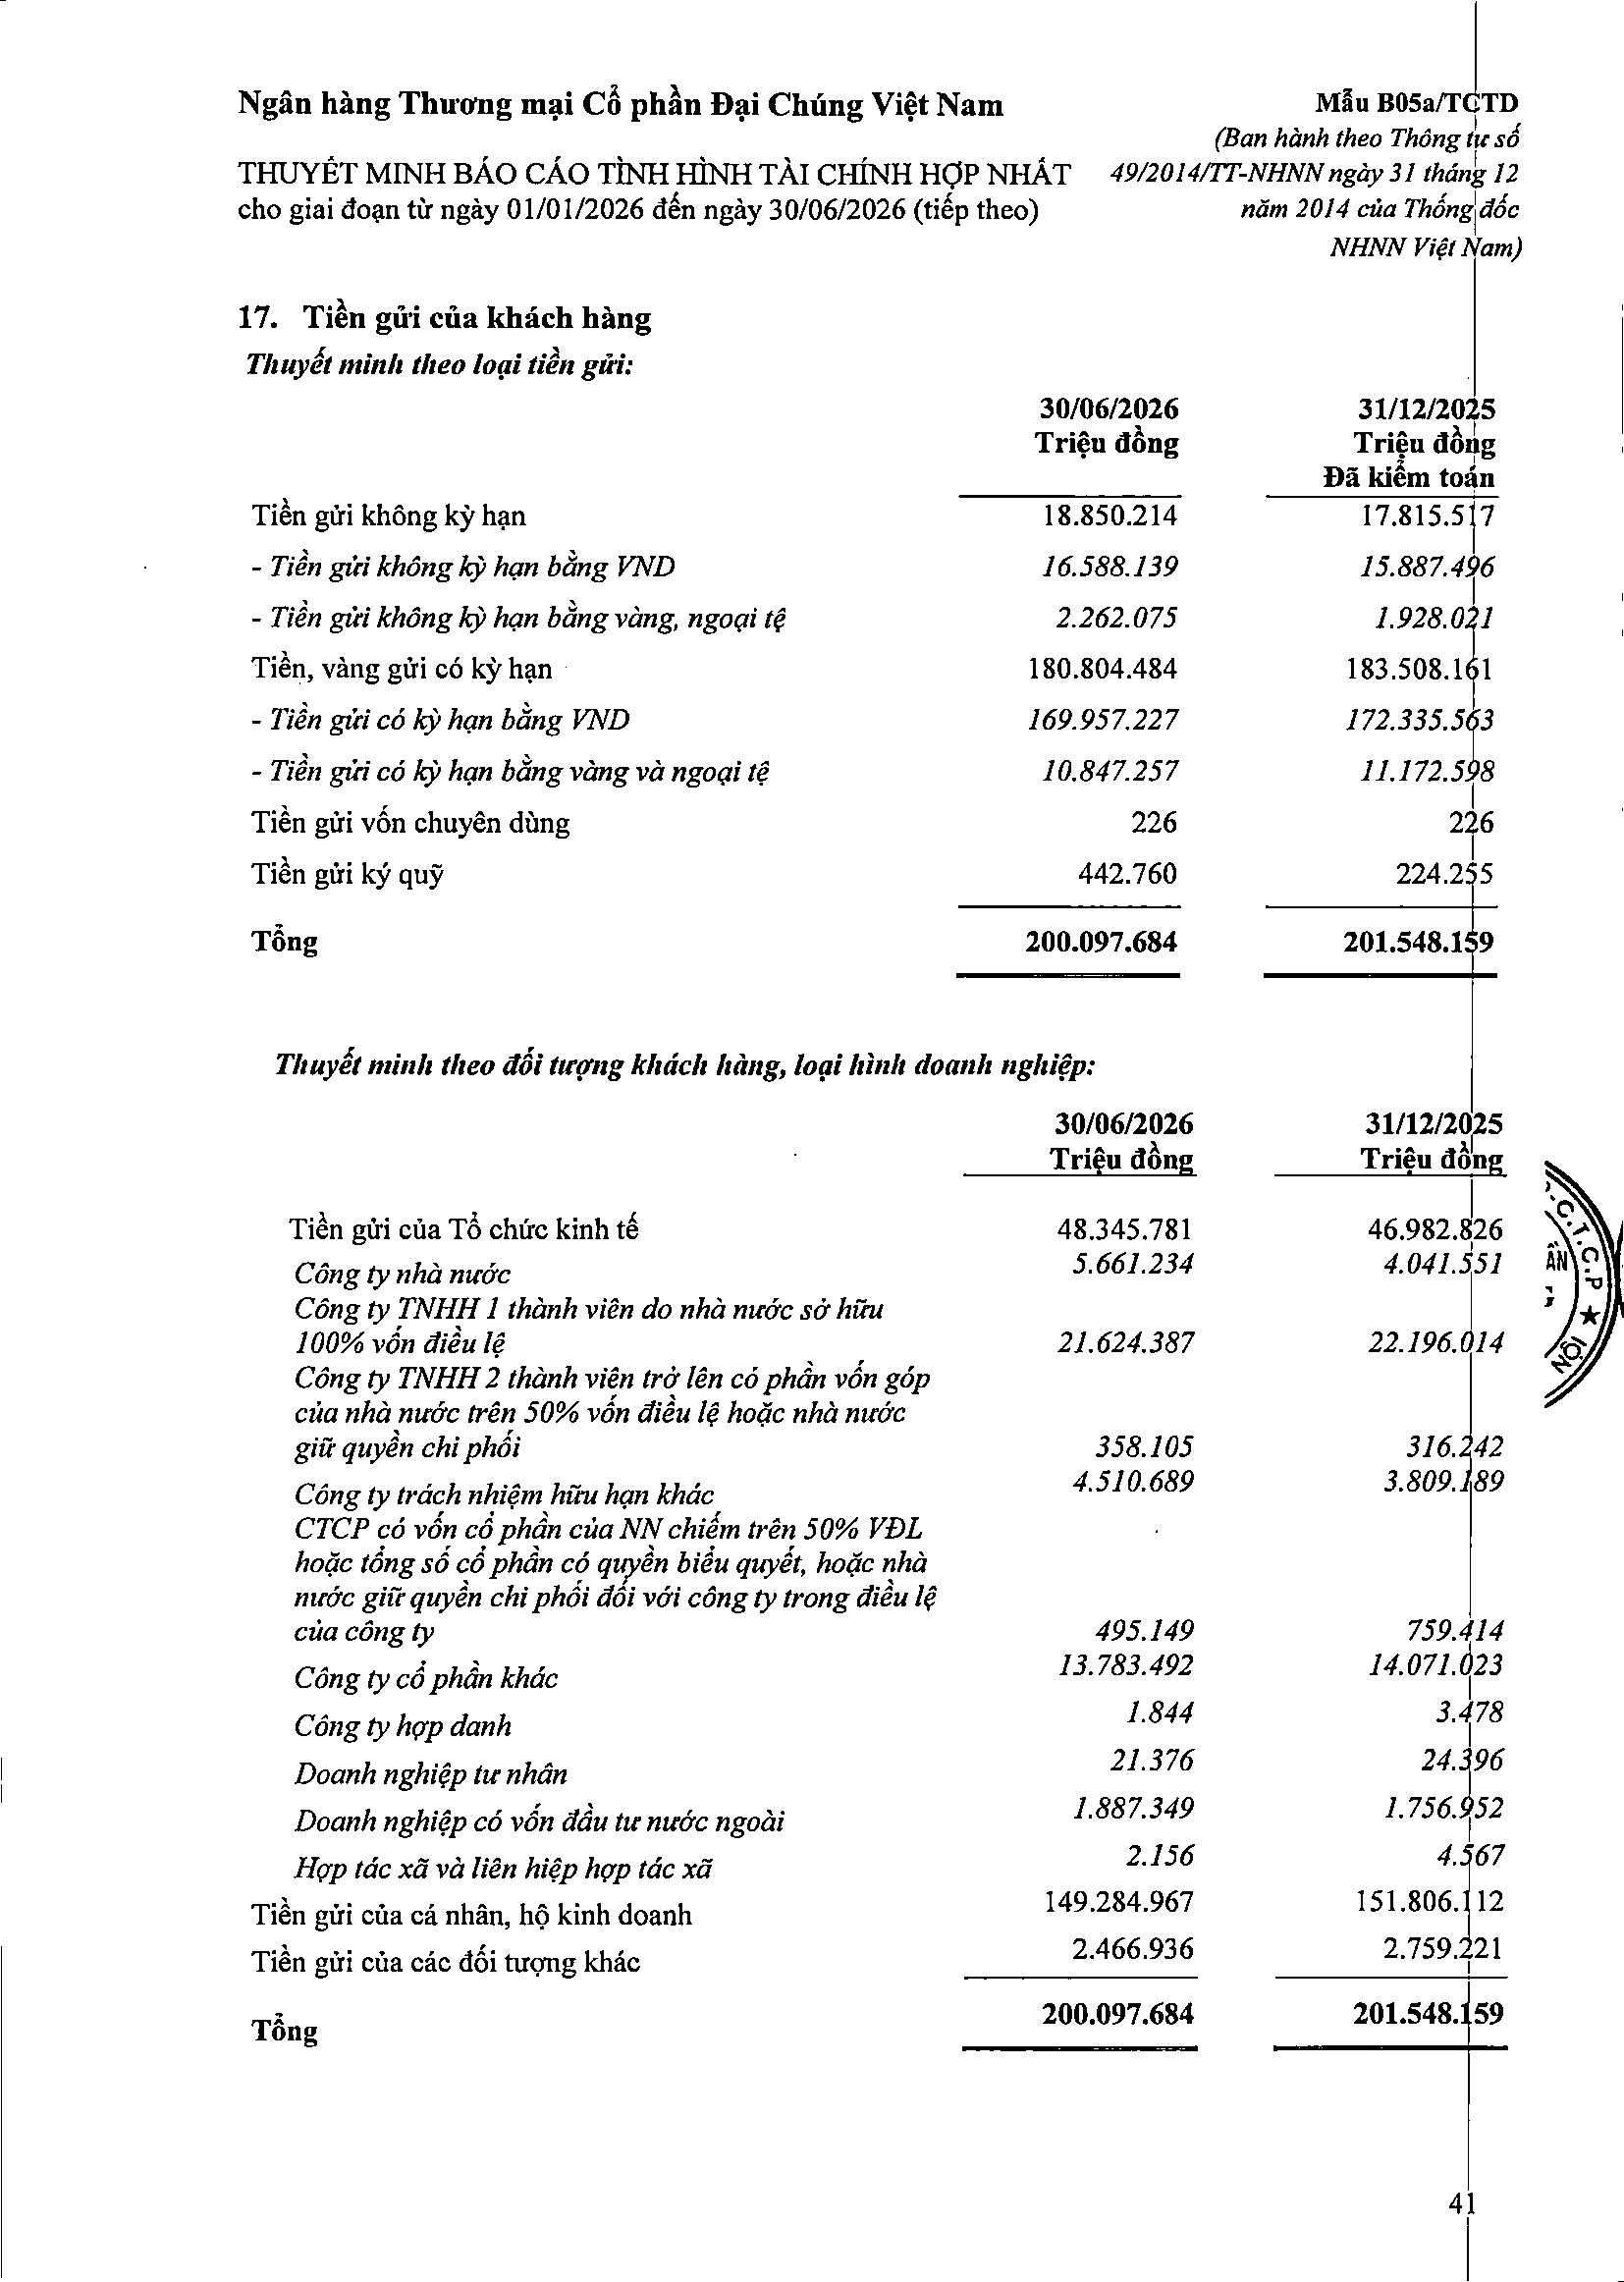 Ngân hàng Thương mại Cổ phần Đại Chúng Việt Nam
Mẫu B05a/TCTD
(Ban hành theo Thông tư số
THUYẾT MINH BÁO CÁO TÌNH HÌNH TÀI CHÍNH HỢP NHẤT
49/2014/TT-NHNN ngày 31 tháng 12
cho giai đoạn từ ngày 01/01/2026 đến ngày 30/06/2026 (tiếp theo)
năm 2014 của Thống đốc
NHNN Việt Nam)
17. Tiền gửi của khách hàng
Thuyết minh theo loại tiền gửi:
30/06/2026 31/12/2025
Triệu đồng Triệu đồng
Đã kiểm toán
Tiền gửi không kỳ hạn 18.850.214 17.815.517
- Tiền gửi không kỳ hạn bằng VND 16.588.139 15.887.496
- Tiền gửi không kỳ hạn bằng vàng, ngoại tệ 2.262.075 1.928.021
Tiền, vàng gửi có kỳ hạn 180.804.484 183.508.161
- Tiền gửi có kỳ hạn bằng VND 169.957.227 172.335.563
- Tiền gửi có kỳ hạn bằng vàng và ngoại tệ 10.847.257 11.172.598
Tiền gửi vốn chuyên dùng 226 226
Tiền gửi ký quỹ 442.760 224.255
Tổng 200.097.684 201.548.159
Thuyết minh theo đối tượng khách hàng, loại hình doanh nghiệp:
30/06/2026 31/12/2025
Triệu đồng Triệu đồng
Tiền gửi của Tổ chức kinh tế 48.345.781 46.982.826
Công ty nhà nước 5.661.234 4.041.551
Công ty TNHH 1 thành viên do nhà nước sở hữu
100% vốn điều lệ 21.624.387 22.196.014
Công ty TNHH 2 thành viên trở lên có phần vốn góp
của nhà nước trên 50% vốn điều lệ hoặc nhà nước
giữ quyền chi phối 358.105 316.242
Công ty trách nhiệm hữu hạn khác 4.510.689 3.809.189
CTCP có vốn cổ phần của NN chiếm trên 50% VĐL
hoặc tổng số cổ phần có quyền biểu quyết, hoặc nhà
nước giữ quyền chi phối đối với công ty trong điều lệ
của công ty 495.149 759.414
Công ty cổ phần khác 13.783.492 14.071.023
Công ty hợp danh 1.844 3.478
Doanh nghiệp tư nhân 21.376 24.396
Doanh nghiệp có vốn đầu tư nước ngoài 1.887.349 1.756.952
Hợp tác xã và liên hiệp hợp tác xã 2.156 4.567
Tiền gửi của cá nhân, hộ kinh doanh 149.284.967 151.806.112
Tiền gửi của các đối tượng khác 2.466.936 2.759.221
Tổng 200.097.684 201.548.159
.C.T.C.P ★
ÂN
NỘI
41